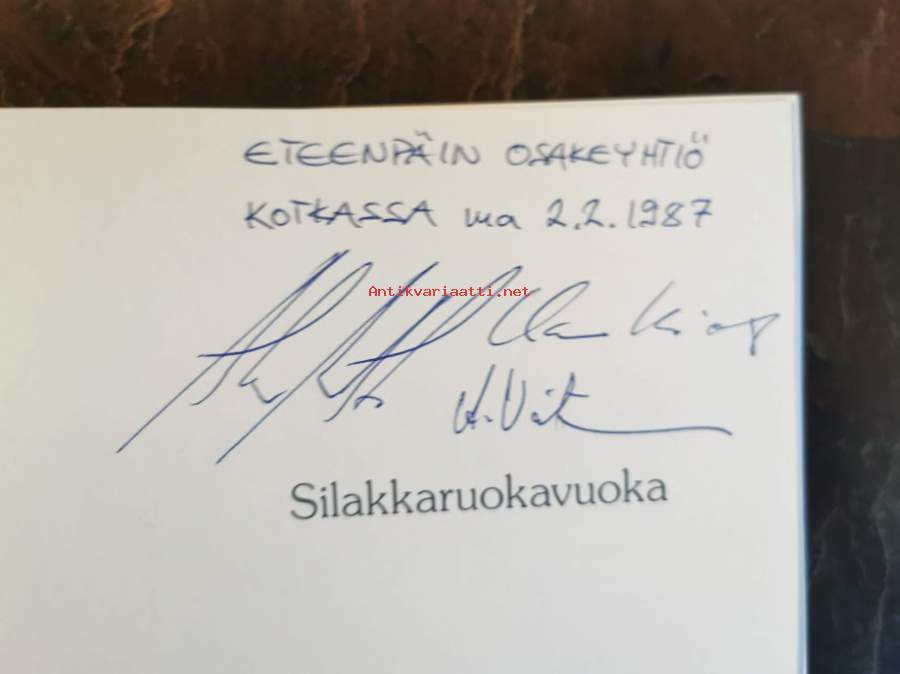 ETEENPÄIN OSAKEYHTIÖ
KOTKASSA ma 2.2.1987
Antikvariaatti.net
Silakkaruokavuoka